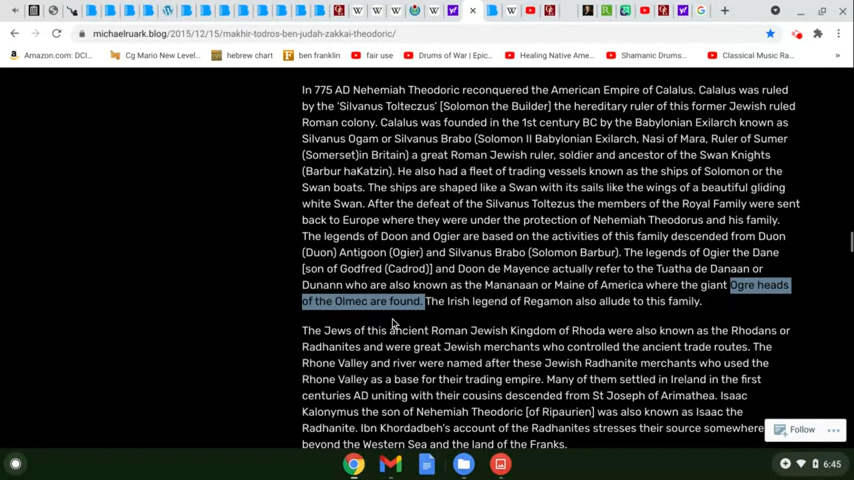 michaelruark.blog/2015/12/15/makhir-todros-ben-judah-zakkai-theodoric/
Amazon.com: DCI... Cg Mario New Level... hebrew chart ben franklin fair use Drums of War | Epic... Healing Native Ame... Shamanic Drums... Classical Music Ra...
In 775 AD Nehemiah Theodoric reconquered the American Empire of Calalus. Calalus was ruled
by the 'Silvanus Tolteczus' [Solomon the Builder] the hereditary ruler of this former Jewish ruled
Roman colony. Calalus was founded in the 1st century BC by the Babylonian Exilarch known as
Silvanus Ogam or Silvanus Brabo (Solomon II Babylonian Exilarch, Nasi of Mara, Ruler of Sumer
(Somerset)in Britain) a great Roman Jewish ruler, soldier and ancestor of the Swan Knights
(Barbur haKatzin). He also had a fleet of trading vessels known as the ships of Solomon or the
Swan boats. The ships are shaped like a Swan with its sails like the wings of a beautiful gliding
white Swan. After the defeat of the Silvanus Toltezus the members of the Royal Family were sent
back to Europe where they were under the protection of Nehemiah Theodorus and his family.
The legends of Doon and Ogier are based on the activities of this family descended from Duon
(Duon) Antigoon (Ogier) and Silvanus Brabo (Solomon Barbur). The legends of Ogier the Dane
[son of Godfred (Cadrod)] and Doon de Mayence actually refer to the Tuatha de Danaan or
Dunann who are also known as the Mananaan or Maine of America where the giant Ogre heads
of the Olmec are found. The Irish legend of Regamon also allude to this family.
The Jews of this ancient Roman Jewish Kingdom of Rhoda were also known as the Rhodans or
Radhanites and were great Jewish merchants who controlled the ancient trade routes. The
Rhone Valley and river were named after these Jewish Radhanite merchants who used the
Rhone Valley as a base for their trading empire. Many of them settled in Ireland in the first
centuries AD uniting with their cousins descended from St Joseph of Arimathea. Isaac
Kalonymus the son of Nehemiah Theodoric [of Ripaurien] was also known as Isaac the
Radhanite. Ibn Khordadbeh's account of the Radhanites stresses their source somewhere
beyond the Western Sea and the land of the Franks.
Follow
6:45